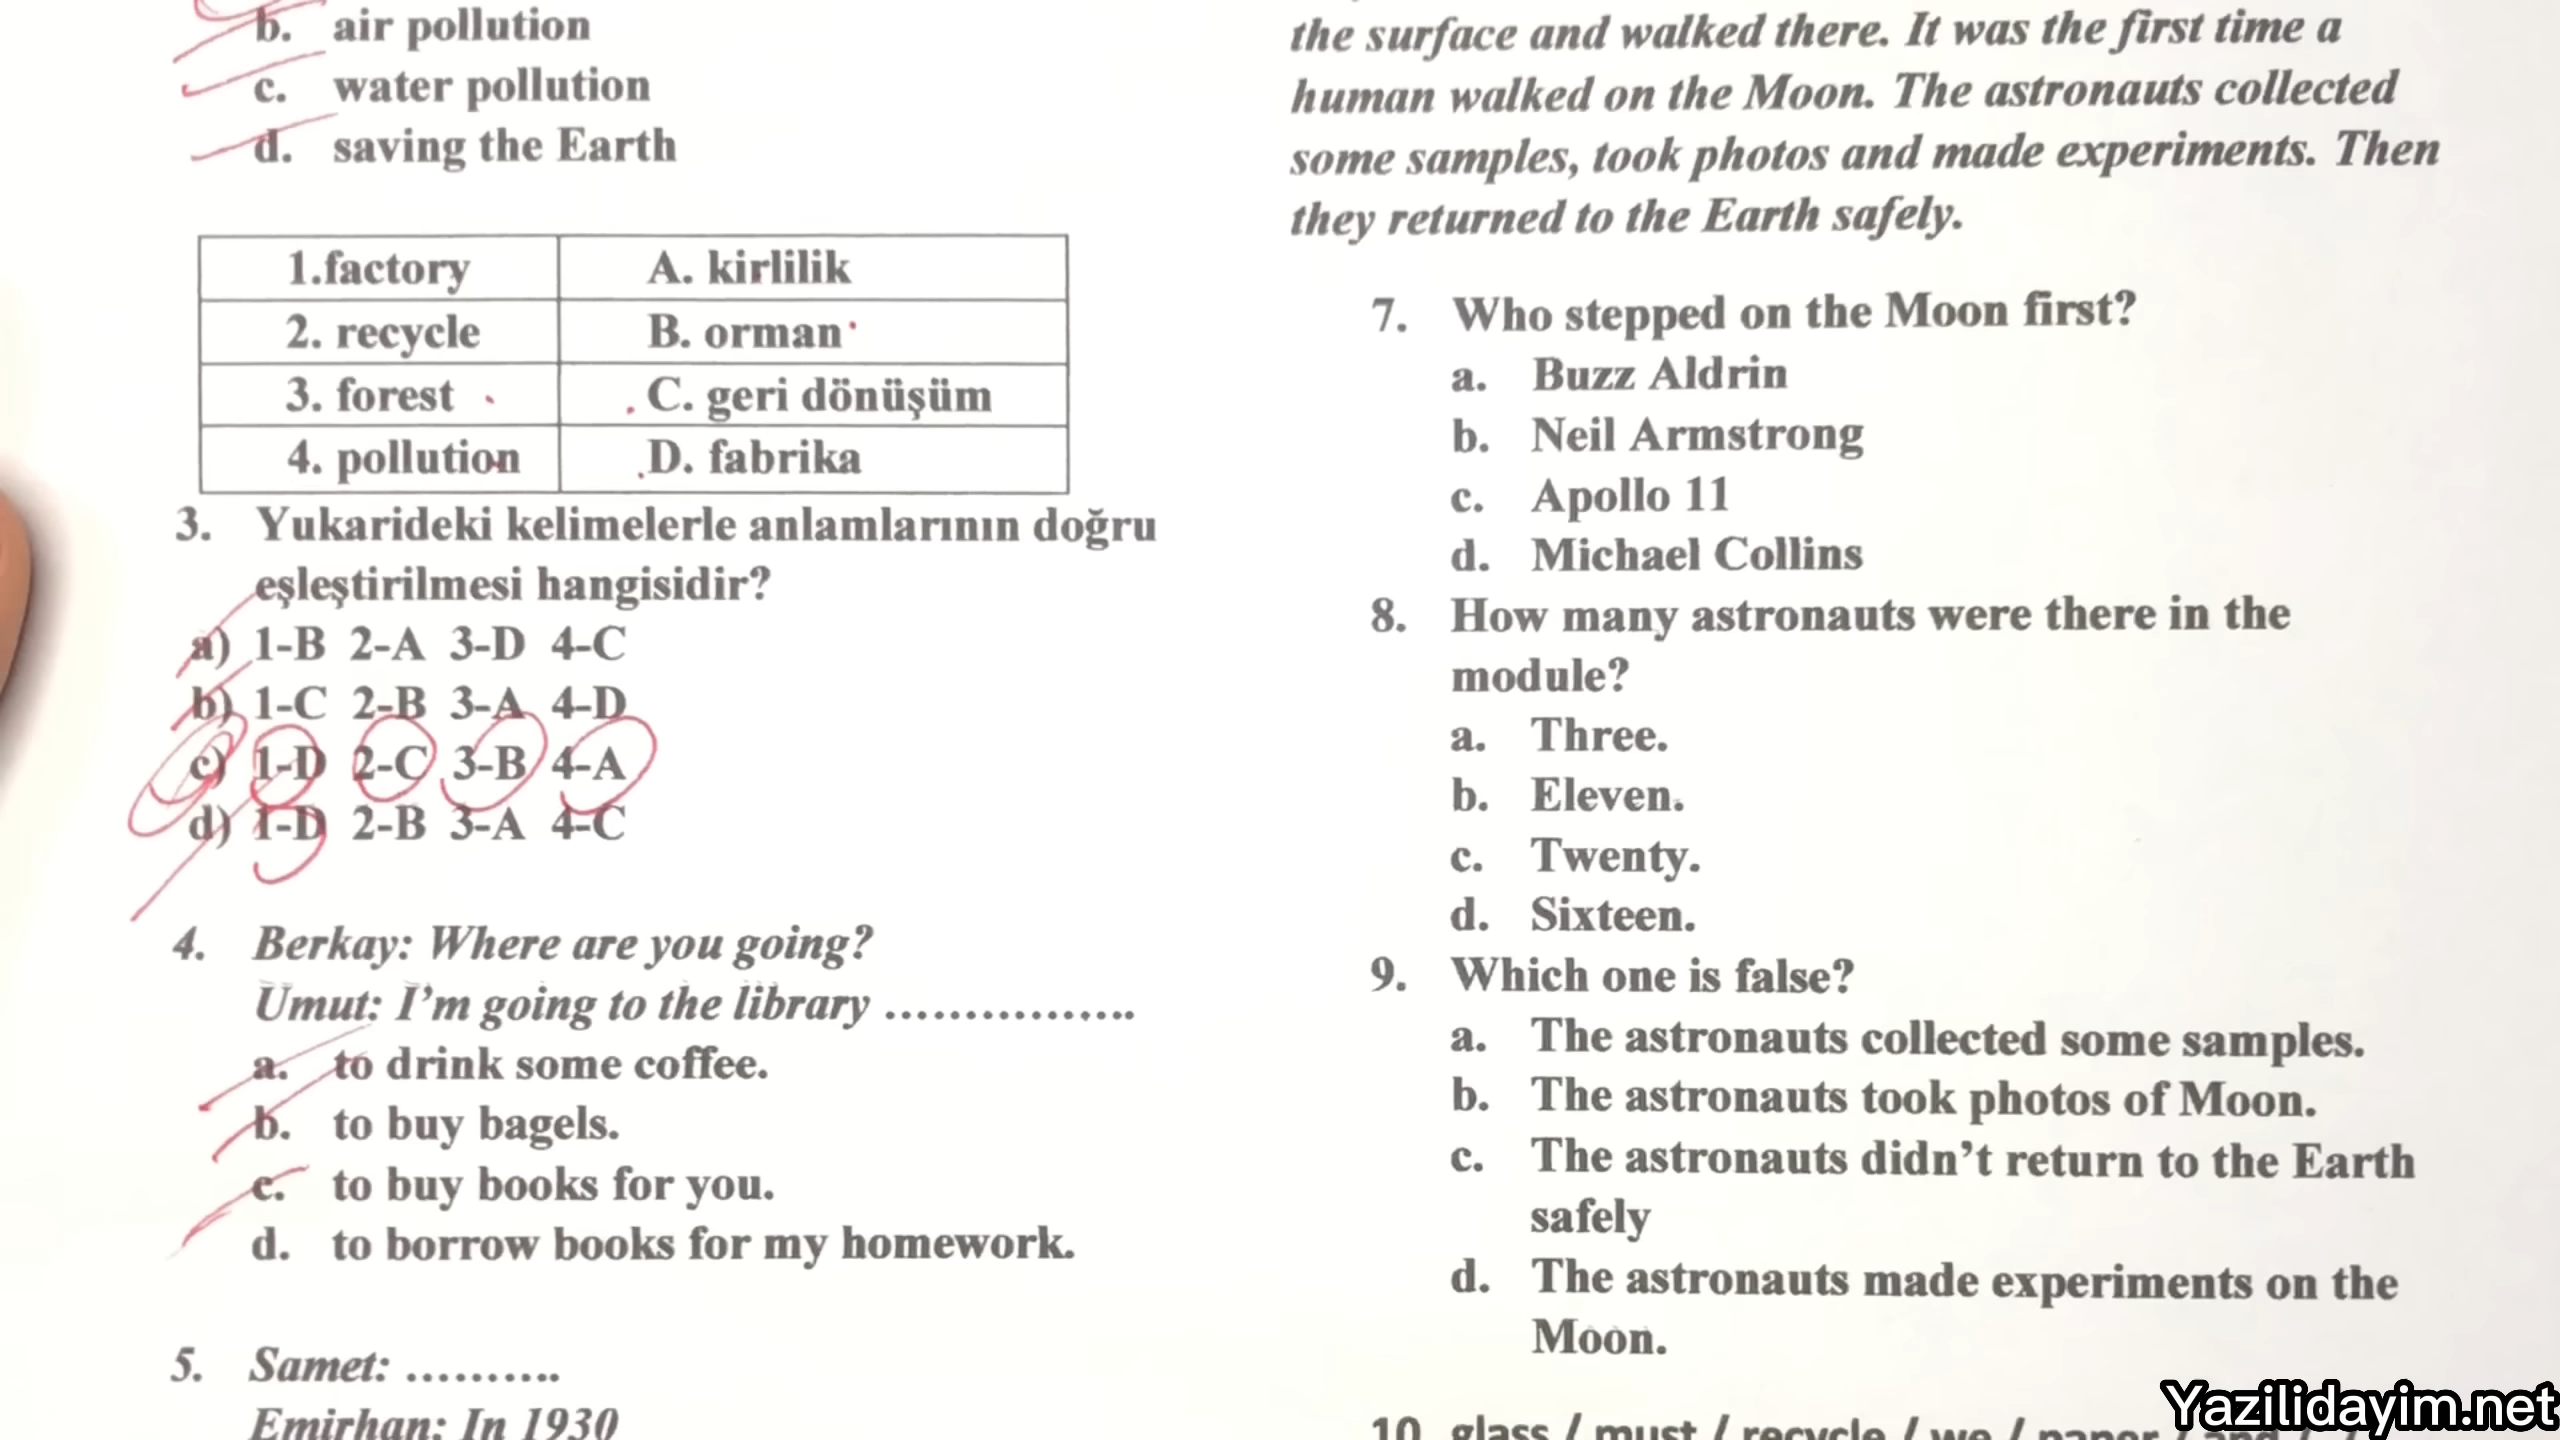 b. air pollution
c. water pollution
d. saving the Earth
1.factory A. kirlilik
2. recycle B. orman
3. forest C. geri dönüşüm
4. pollution D. fabrika
3. Yukarideki kelimelerle anlamlarının doğru
eşleştirilmesi hangisidir?
a) 1-B 2-A 3-D 4-C
b) 1-C 2-B 3-A 4-D
c) 1-D 2-C 3-B 4-A
d) 1-D 2-B 3-A 4-C
4. Berkay: Where are you going?
Umut: I'm going to the library ................
a. to drink some coffee.
b. to buy bagels.
c. to buy books for you.
d. to borrow books for my homework.
5. Samet: ..........
Emirhan: In 1930
the surface and walked there. It was the first time a
human walked on the Moon. The astronauts collected
some samples, took photos and made experiments. Then
they returned to the Earth safely.
7. Who stepped on the Moon first?
a. Buzz Aldrin
b. Neil Armstrong
c. Apollo 11
d. Michael Collins
8. How many astronauts were there in the
module?
a. Three.
b. Eleven.
c. Twenty.
d. Sixteen.
9. Which one is false?
a. The astronauts collected some samples.
b. The astronauts took photos of Moon.
c. The astronauts didn't return to the Earth
safely
d. The astronauts made experiments on the
Moon.
10 glass / must / recycle / we / paper / and /
Yazilidayim.net